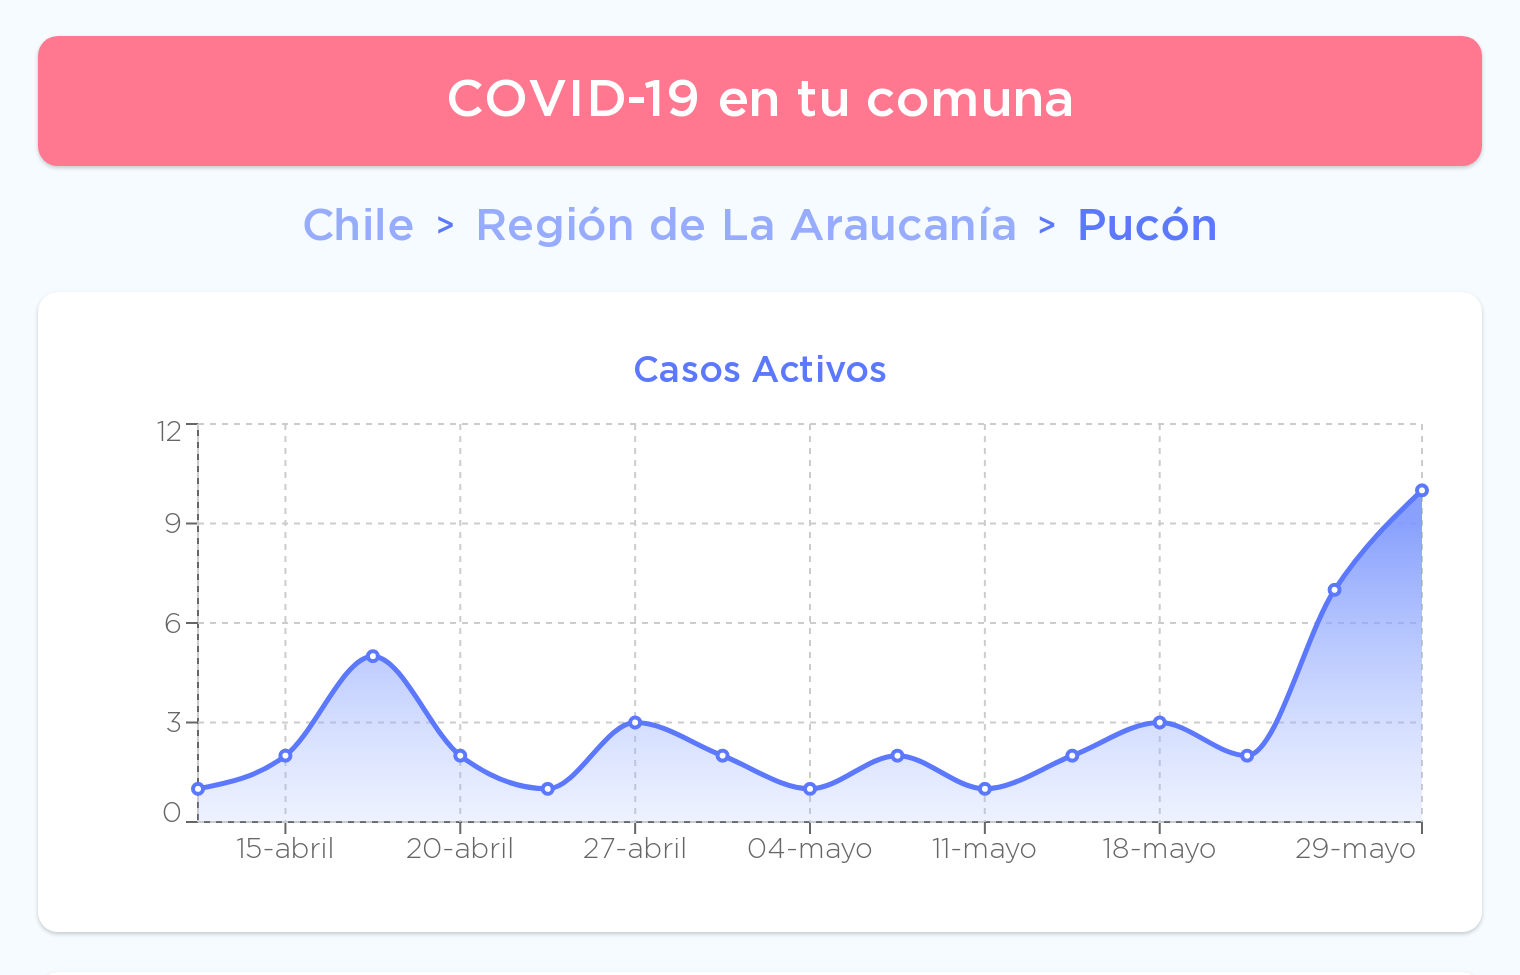 COVID-19 en tu comuna
Chile > Región de La Araucanía > Pucón
Casos Activos
12
9
6
3
0
15-abril 20-abril 27-abril 04-mayo 11-mayo 18-mayo 29-mayo